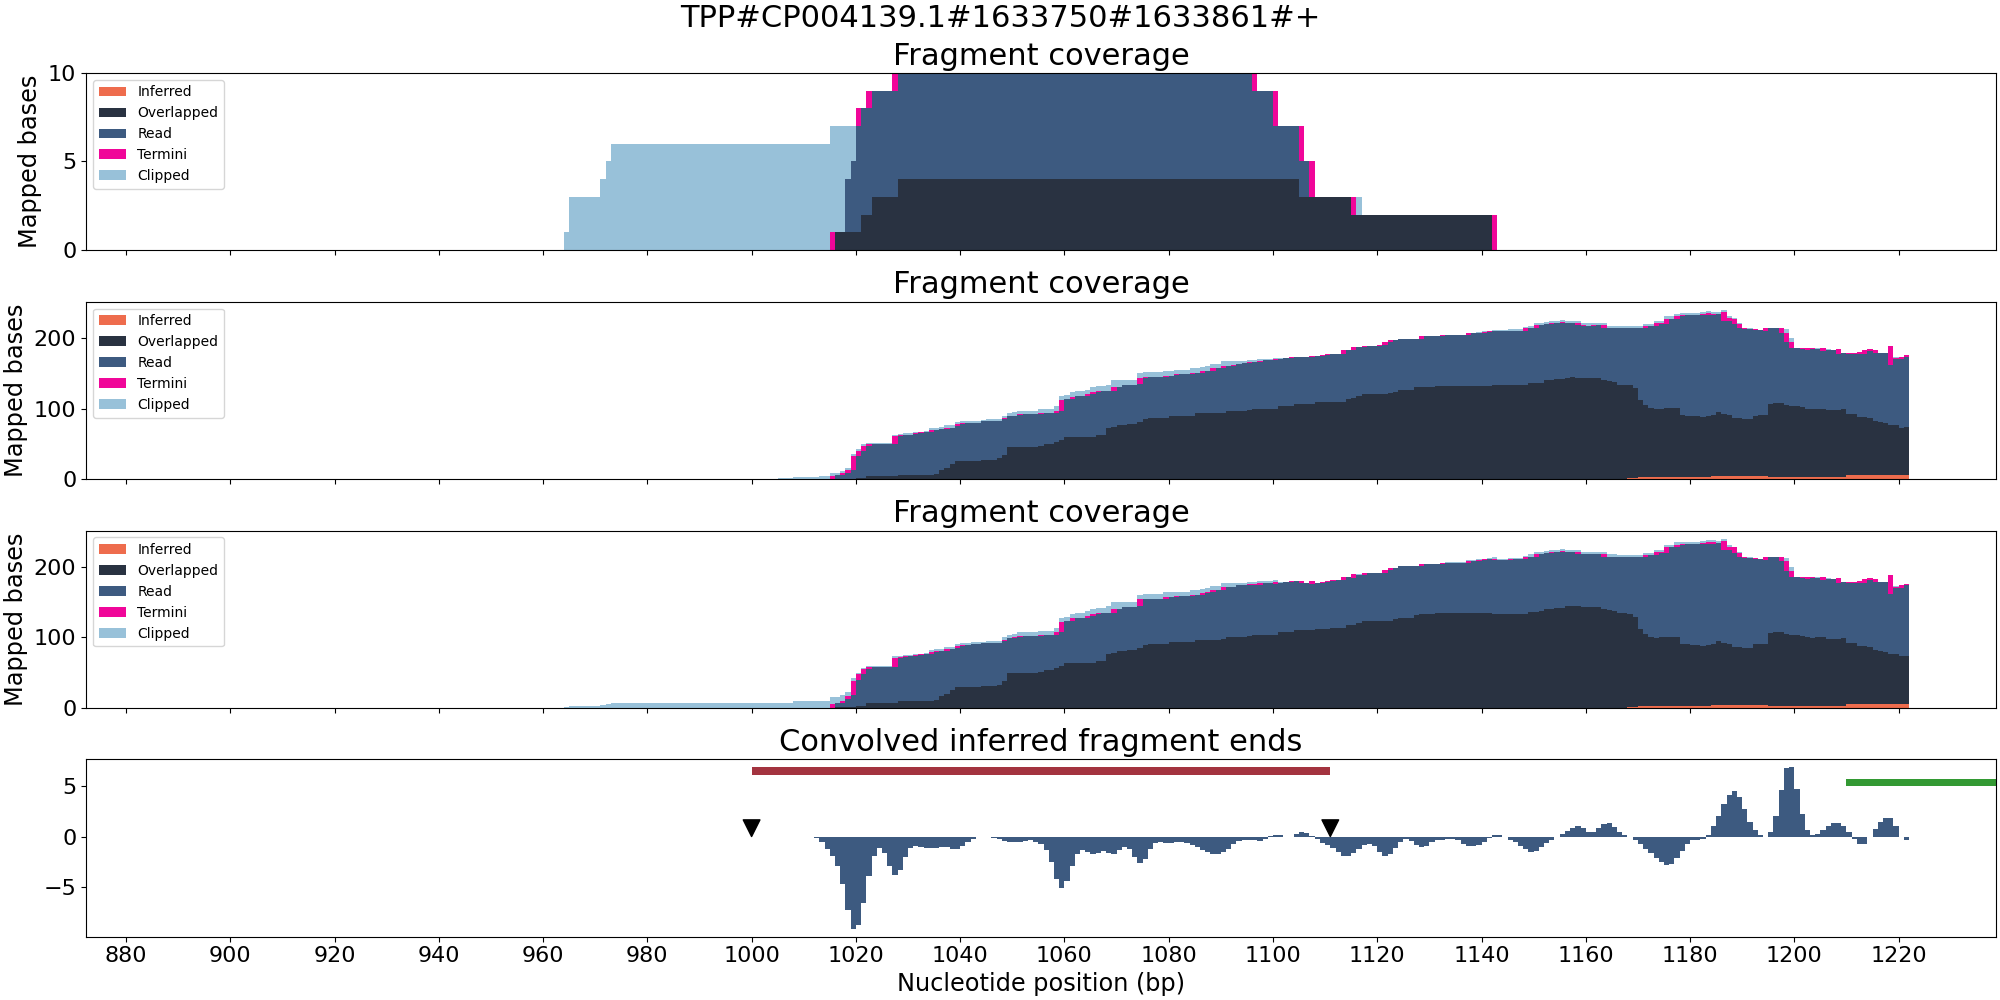 TPP#CP004139.1#1633750#1633861#+
Fragment coverage
Mapped bases
10
5
0
Inferred
Overlapped
Read
Termini
Clipped
880 900 920 940 960 980 1000 1020 1040 1060 1080 1100 1120 1140 1160 1180 1200 1220
Fragment coverage
Mapped bases
200
100
0
Inferred
Overlapped
Read
Termini
Clipped
Fragment coverage
Mapped bases
200
100
0
Inferred
Overlapped
Read
Termini
Clipped
Convolved inferred fragment ends
5
0
−5
Nucleotide position (bp)